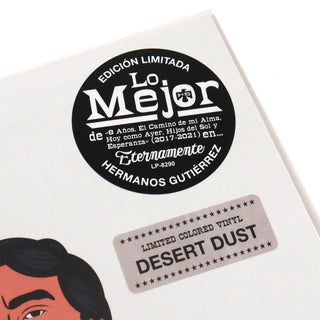 EDICIÓN LIMITADA
Lo
Mejor
de -8 Años, El Camino de mi Alma,
Hoy como Ayer, Hijos del Sol y
Esperanza- (2017-2021) en...
Eternamente
LP-8290
HERMANOS GUTIÉRREZ
LIMITED COLORED VINYL
DESERT DUST